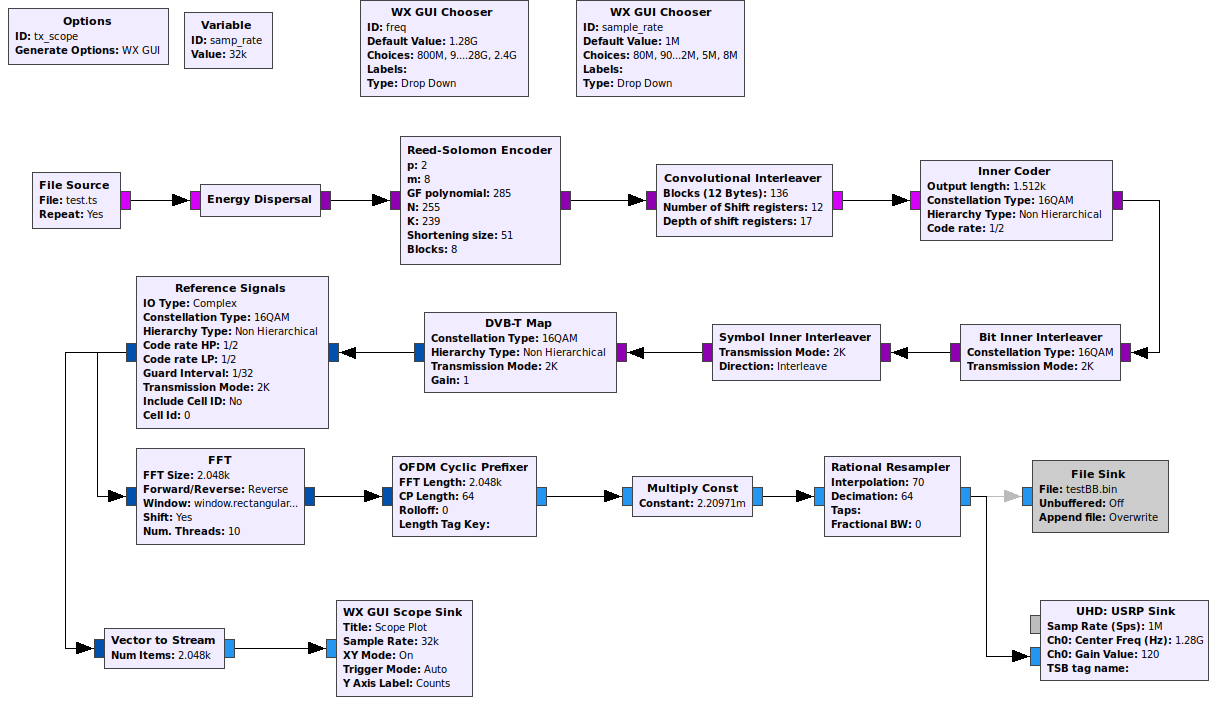 Options
ID: tx_scope
Generate Options: WX GUI
Variable
ID: samp_rate
Value: 32k
WX GUI Chooser
ID: freq
Default Value: 1.28G
Choices: 800M, 9....28G, 2.4G
Labels:
Type: Drop Down
WX GUI Chooser
ID: sample_rate
Default Value: 1M
Choices: 80M, 90...2M, 5M, 8M
Labels:
Type: Drop Down
File Source
File: test.ts
Repeat: Yes
Energy Dispersal
Reed-Solomon Encoder
p: 2
m: 8
GF polynomial: 285
N: 255
K: 239
Shortening size: 51
Blocks: 8
Convolutional Interleaver
Blocks (12 Bytes): 136
Number of Shift registers: 12
Depth of shift registers: 17
Inner Coder
Output length: 1.512k
Constellation Type: 16QAM
Hierarchy Type: Non Hierarchical
Code rate: 1/2
Reference Signals
IO Type: Complex
Constellation Type: 16QAM
Hierarchy Type: Non Hierarchical
Code rate HP: 1/2
Code rate LP: 1/2
Guard Interval: 1/32
Transmission Mode: 2K
Include Cell ID: No
Cell Id: 0
DVB-T Map
Constellation Type: 16QAM
Hierarchy Type: Non Hierarchical
Transmission Mode: 2K
Gain: 1
Symbol Inner Interleaver
Transmission Mode: 2K
Direction: Interleave
Bit Inner Interleaver
Constellation Type: 16QAM
Transmission Mode: 2K
FFT
FFT Size: 2.048k
Forward/Reverse: Reverse
Window: window.rectangular...
Shift: Yes
Num. Threads: 10
OFDM Cyclic Prefixer
FFT Length: 2.048k
CP Length: 64
Rolloff: 0
Length Tag Key:
Multiply Const
Constant: 2.20971m
Rational Resampler
Interpolation: 70
Decimation: 64
Taps:
Fractional BW: 0
File Sink
File: testBB.bin
Unbuffered: Off
Append file: Overwrite
Vector to Stream
Num Items: 2.048k
WX GUI Scope Sink
Title: Scope Plot
Sample Rate: 32k
XY Mode: On
Trigger Mode: Auto
Y Axis Label: Counts
UHD: USRP Sink
Samp Rate (Sps): 1M
Ch0: Center Freq (Hz): 1.28G
Ch0: Gain Value: 120
TSB tag name: